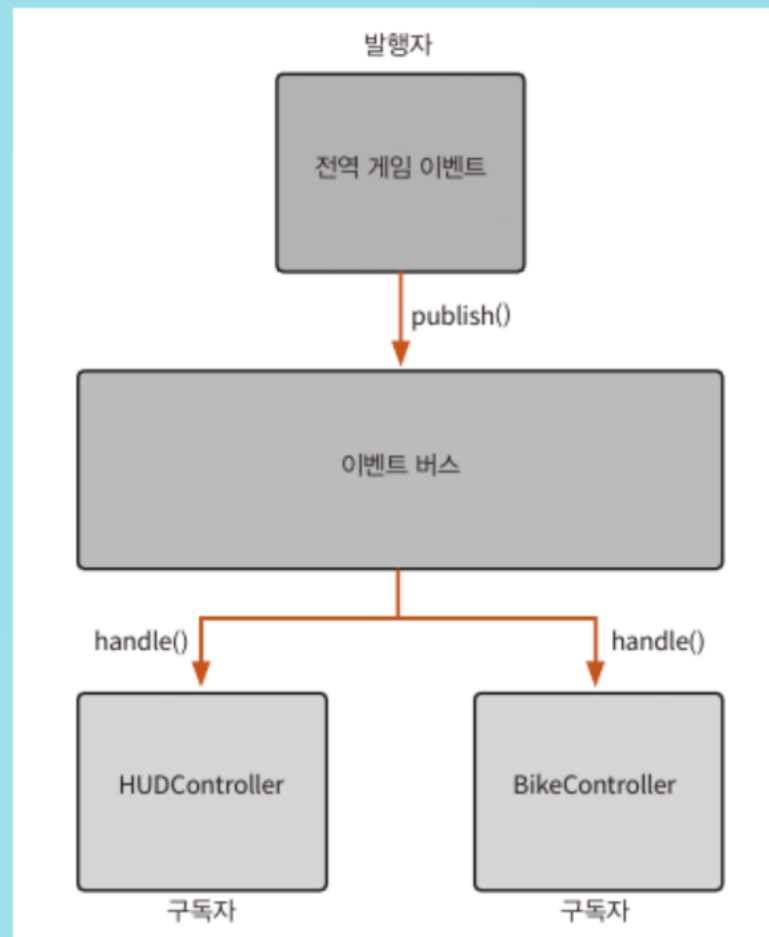 발행자
전역 게임 이벤트
publish()
이벤트 버스
handle()
handle()
HUDController
BikeController
구독자
구독자